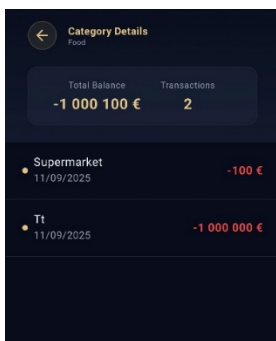 Category Details
Food
Total Balance Transactions
-1 000 100 € 2
Supermarket
-100 €
11/09/2025
Tt
-1 000 000 €
11/09/2025